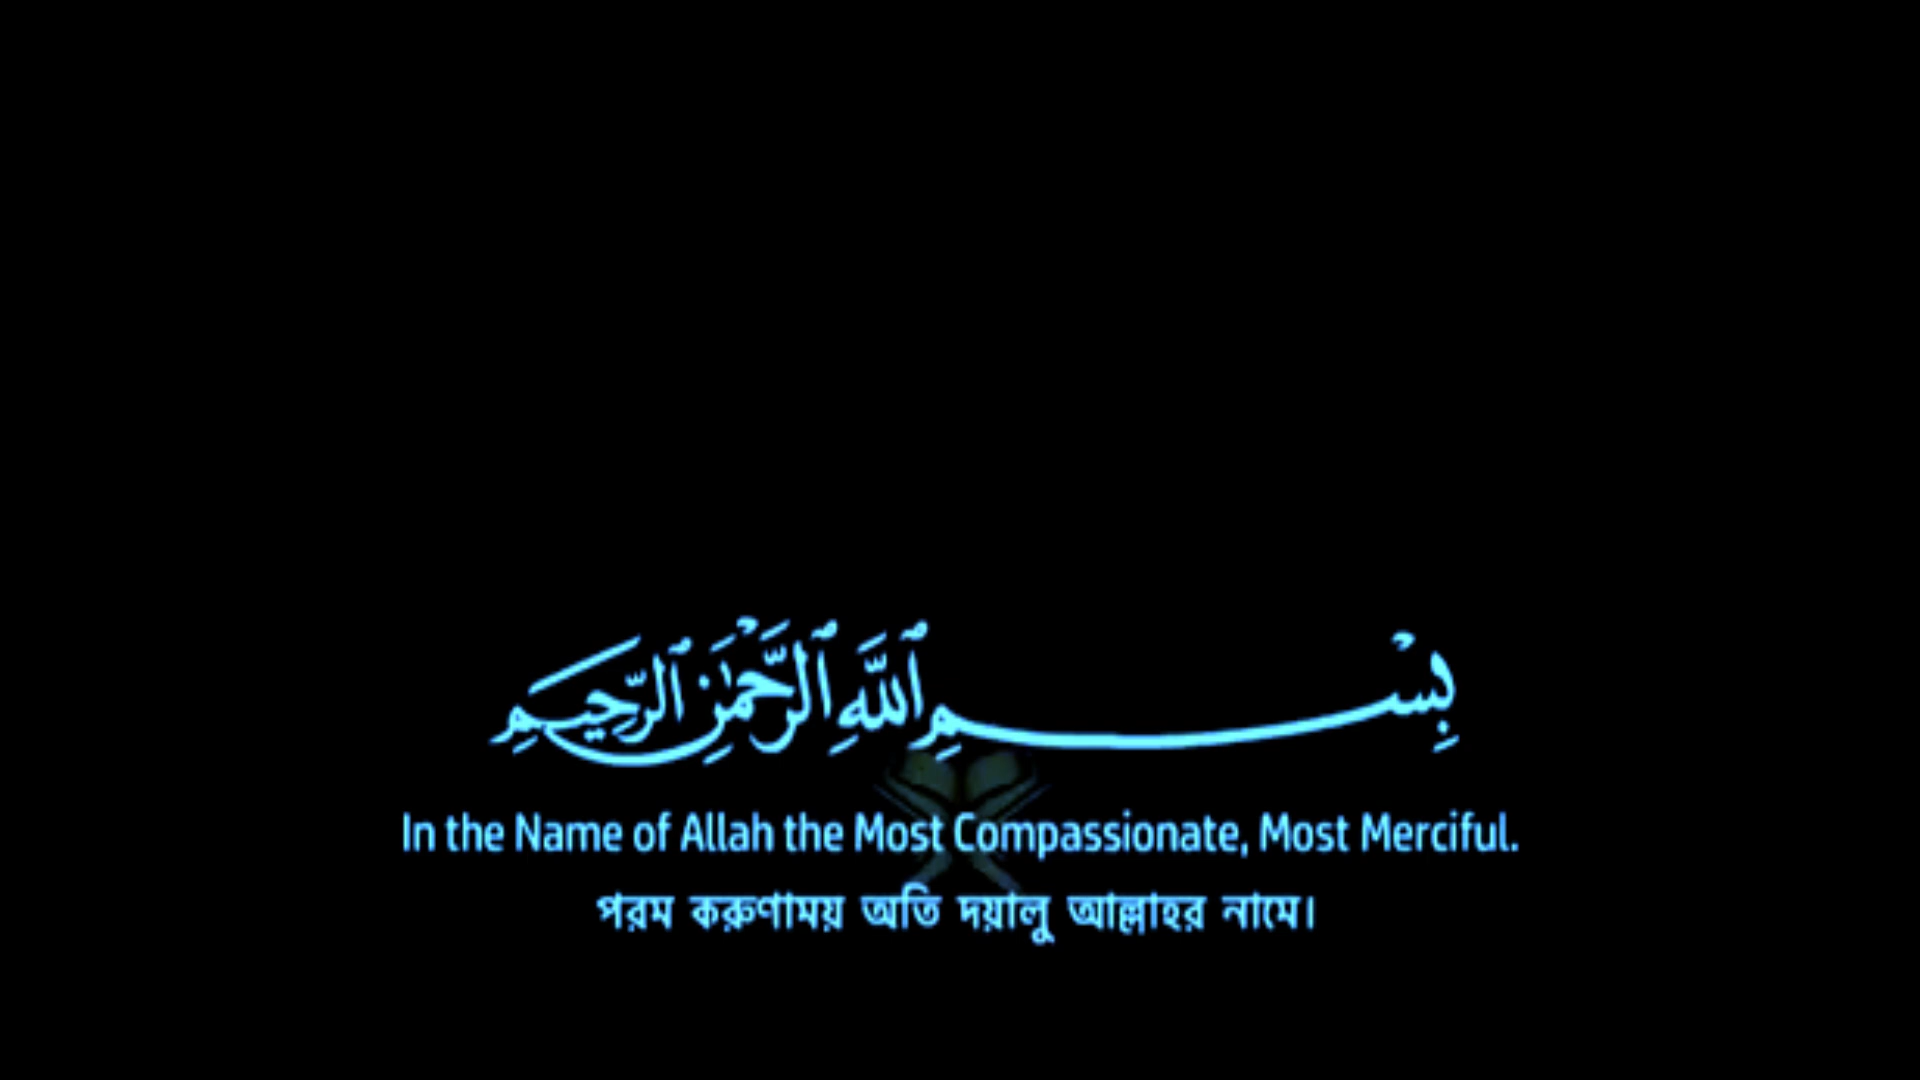 بِسْمِ ٱللَّهِ ٱلرَّحْمَٰنِ ٱلرَّحِيمِ
In the Name of Allah the Most Compassionate, Most Merciful.
পরম করুণাময় অতি দয়ালু আল্লাহর নামে।